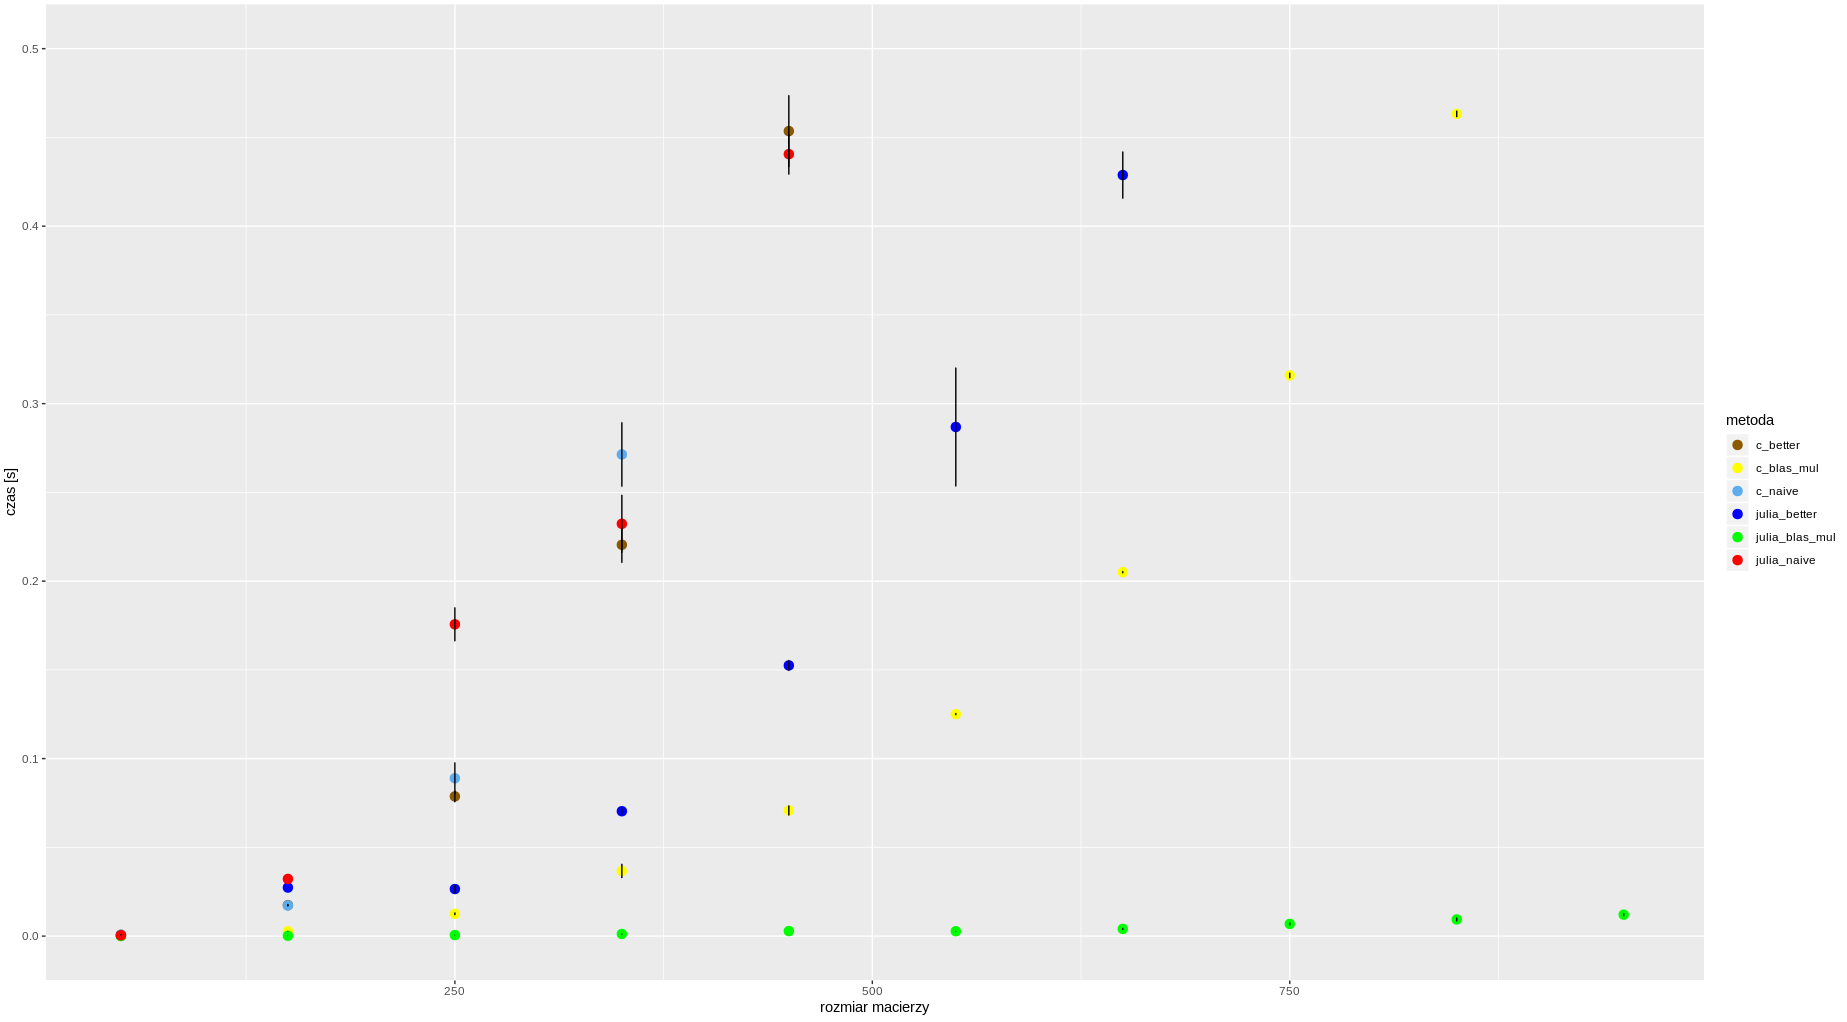 0.5
0.4
0.3
0.2
0.1
0.0
czas [s]
250
500
750
rozmiar macierzy
metoda
c_better
c_blas_mul
c_naive
julia_better
julia_blas_mul
julia_naive